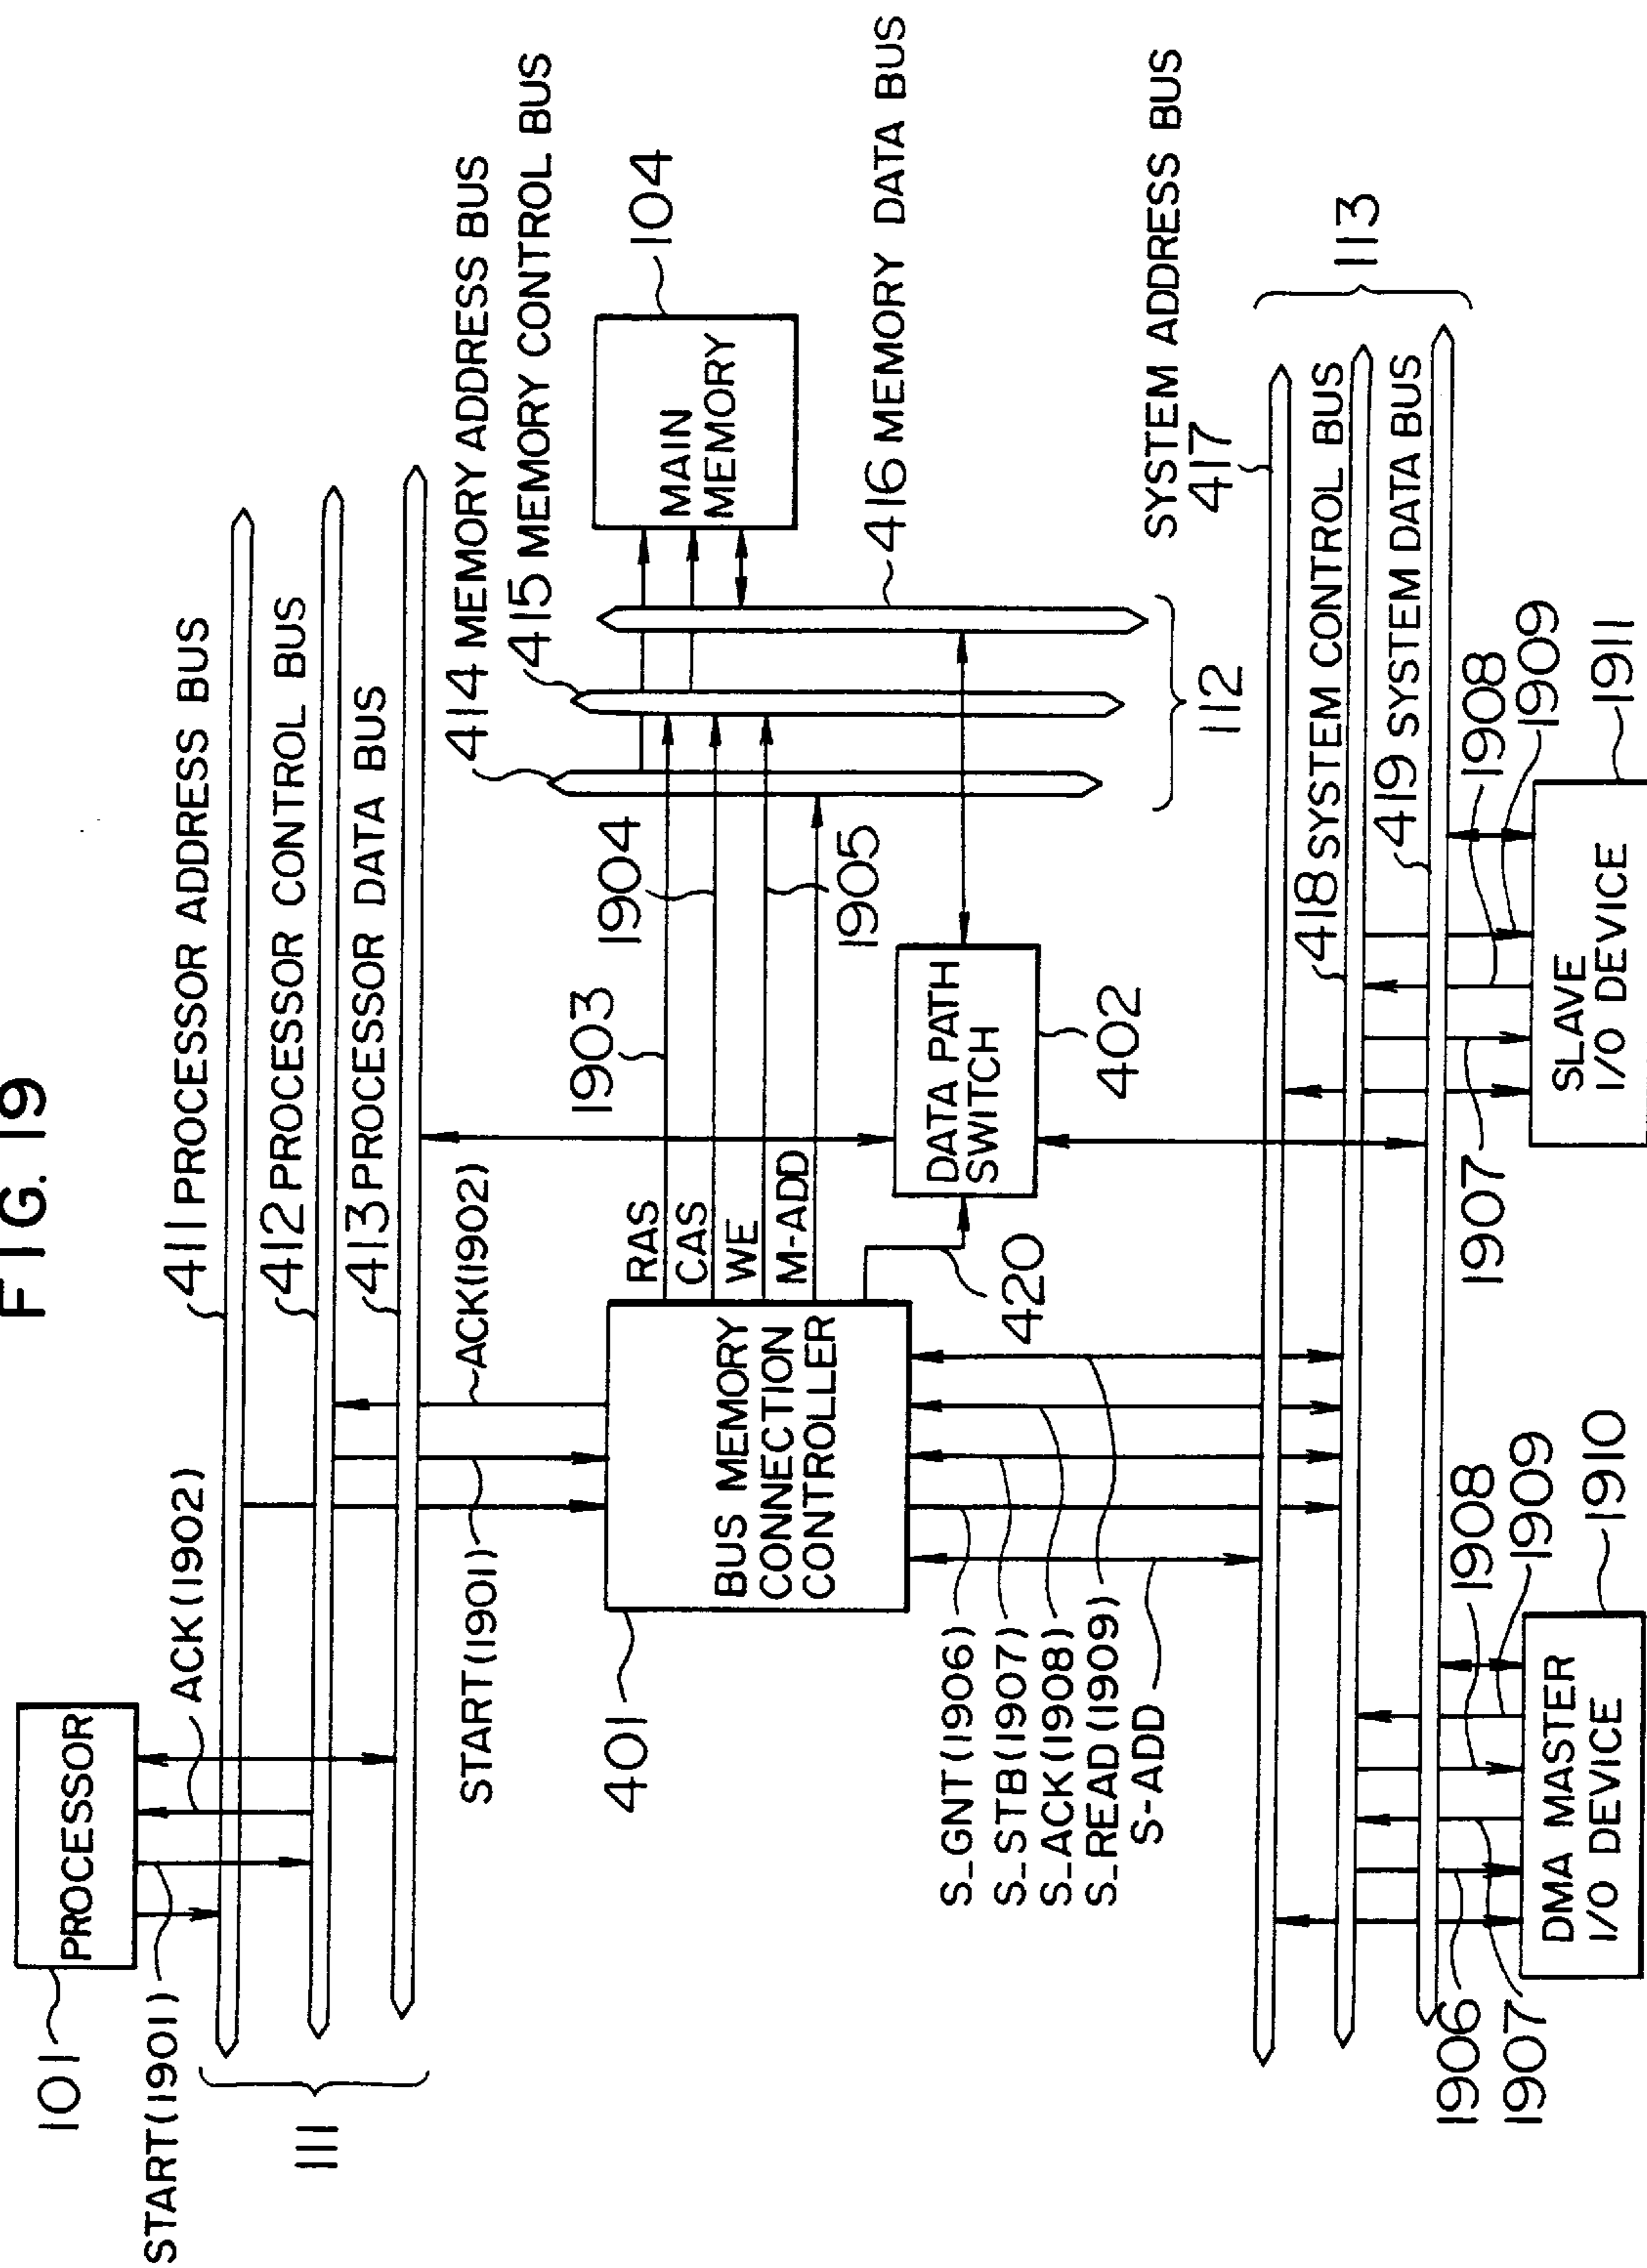 FIG. 19
101
PROCESSOR
START(1901)
ACK(1902)
111
411 PROCESSOR ADDRESS BUS
412 PROCESSOR CONTROL BUS
413 PROCESSOR DATA BUS
START(1901)
ACK(1902)
401
BUS MEMORY
CONNECTION
CONTROLLER
RAS
CAS
WE
M-ADD
1903
1904
1905
420
DATA PATH
SWITCH
402
414 MEMORY ADDRESS BUS
415 MEMORY CONTROL BUS
104
MAIN
MEMORY
416 MEMORY DATA BUS
112
S_GNT(1906)
S_STB(1907)
S_ACK(1908)
S_READ(1909)
S-ADD
SYSTEM ADDRESS BUS
417
418 SYSTEM CONTROL BUS
419 SYSTEM DATA BUS
113
1906
1907
DMA MASTER
I/O DEVICE
1908
1909
1910
1907
SLAVE
I/O DEVICE
1908
1909
1911